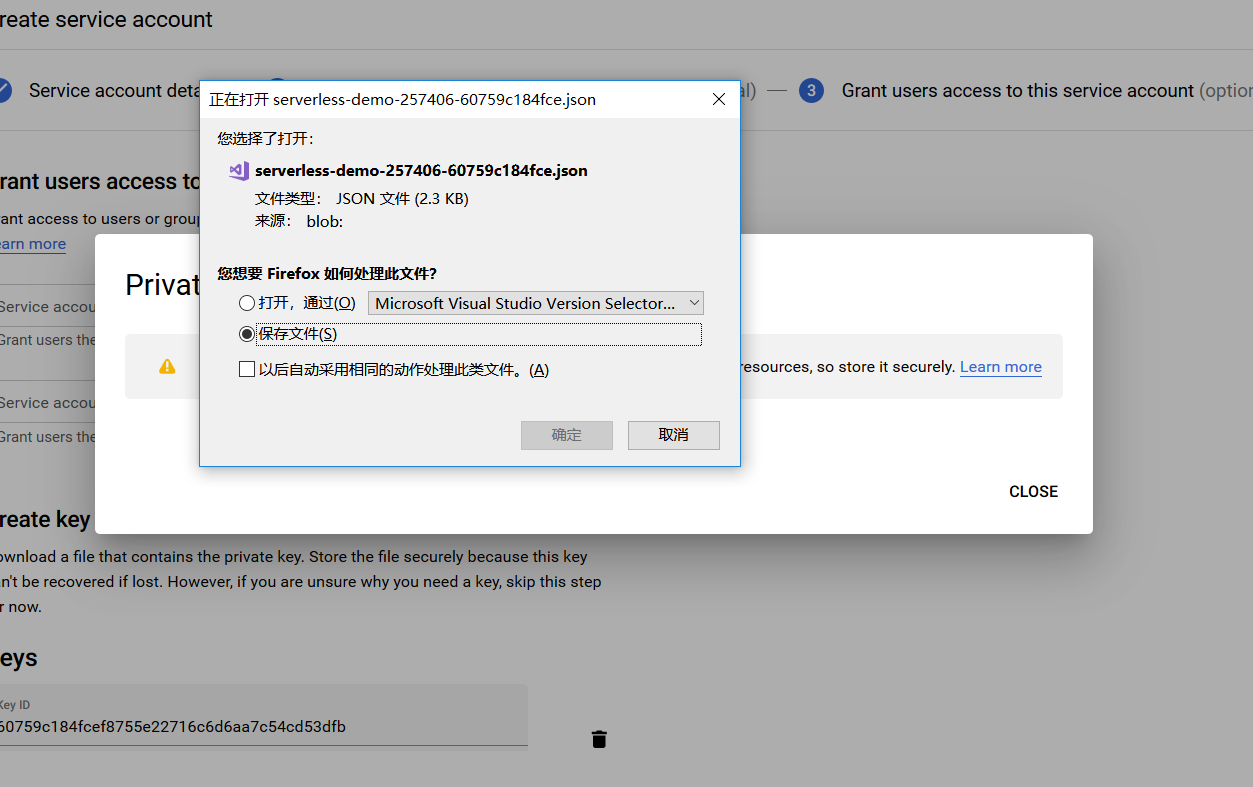 reate service account
Service account deta
al)
3
Grant users access to this service account (option
正在打开 serverless-demo-257406-60759c184fce.json
您选择了打开:
serverless-demo-257406-60759c184fce.json
文件类型: JSON 文件 (2.3 KB)
来源: blob:
您想要 Firefox 如何处理此文件?
打开，通过(O) Microsoft Visual Studio Version Selector...
保存文件(S)
以后自动采用相同的动作处理此类文件。(A)
确定 取消
rant users access to
rant access to users or group
earn more
Privat
Service accou
Grant users the
resources, so store it securely. Learn more
Service accou
Grant users the
CLOSE
reate key
ownload a file that contains the private key. Store the file securely because this key
an't be recovered if lost. However, if you are unsure why you need a key, skip this step
r now.
eys
Key ID
60759c184fcef8755e22716c6d6aa7c54cd53dfb